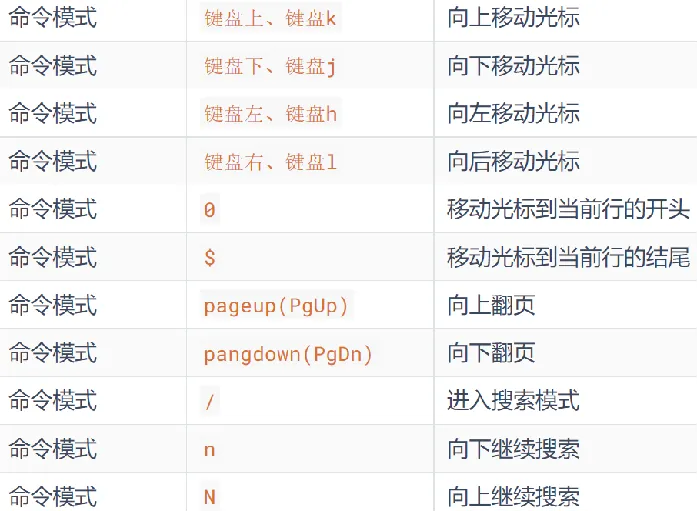 命令模式 键盘上、键盘k 向上移动光标
命令模式 键盘下、键盘j 向下移动光标
命令模式 键盘左、键盘h 向左移动光标
命令模式 键盘右、键盘l 向后移动光标
命令模式 0 移动光标到当前行的开头
命令模式 $ 移动光标到当前行的结尾
命令模式 pageup(PgUp) 向上翻页
命令模式 pangdown(PgDn) 向下翻页
命令模式 / 进入搜索模式
命令模式 n 向下继续搜索
命令模式 N 向上继续搜索